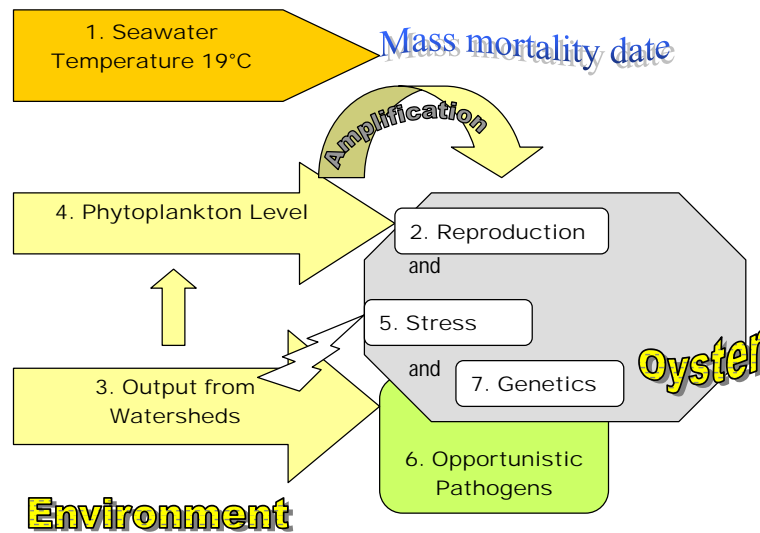 1. Seawater
Temperature 19°C
Mass mortality date
Amplification
4. Phytoplankton Level
2. Reproduction
and
5. Stress
and
7. Genetics
Oyster
3. Output from
Watersheds
6. Opportunistic
Pathogens
Environment